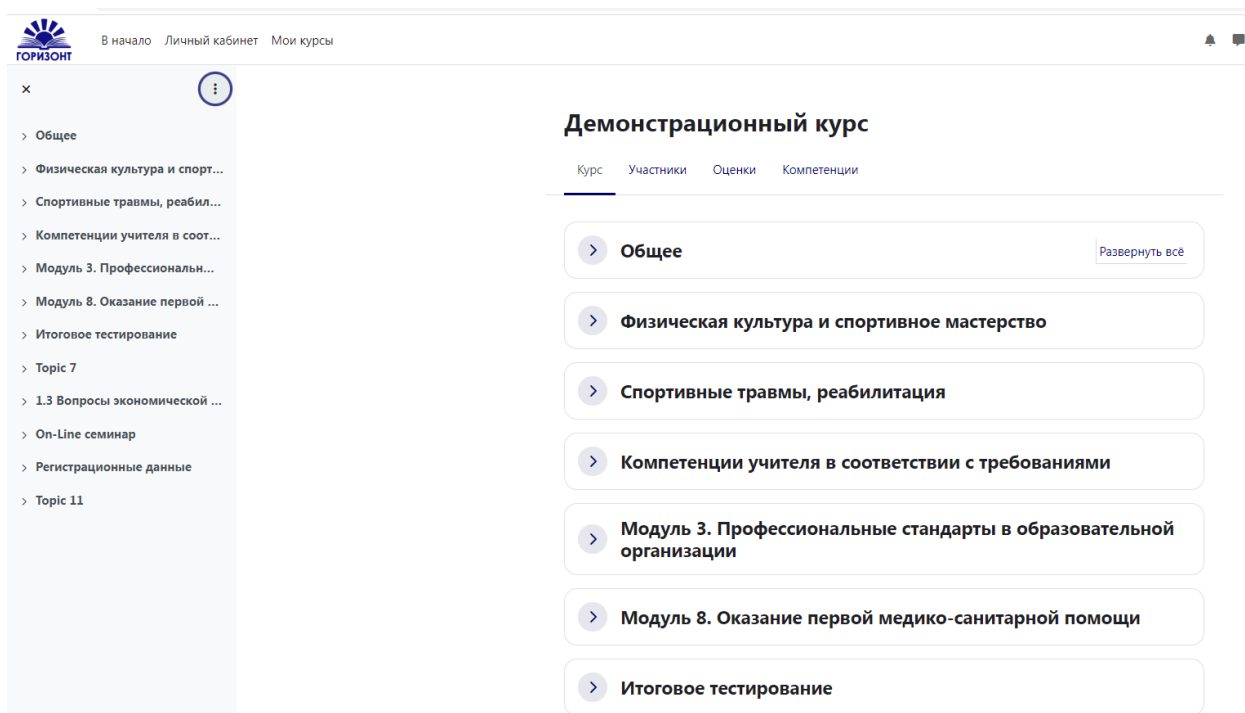 ГОРИЗОНТ
В начало Личный кабинет Мои курсы
Общее
Физическая культура и спорт...
Спортивные травмы, реабил...
Компетенции учителя в соот...
Модуль 3. Профессиональн...
Модуль 8. Оказание первой ...
Итоговое тестирование
Topic 7
1.3 Вопросы экономической ...
On-Line семинар
Регистрационные данные
Topic 11
Демонстрационный курс
Курс Участники Оценки Компетенции
Общее Развернуть всё
Физическая культура и спортивное мастерство
Спортивные травмы, реабилитация
Компетенции учителя в соответствии с требованиями
Модуль 3. Профессиональные стандарты в образовательной
организации
Модуль 8. Оказание первой медико-санитарной помощи
Итоговое тестирование